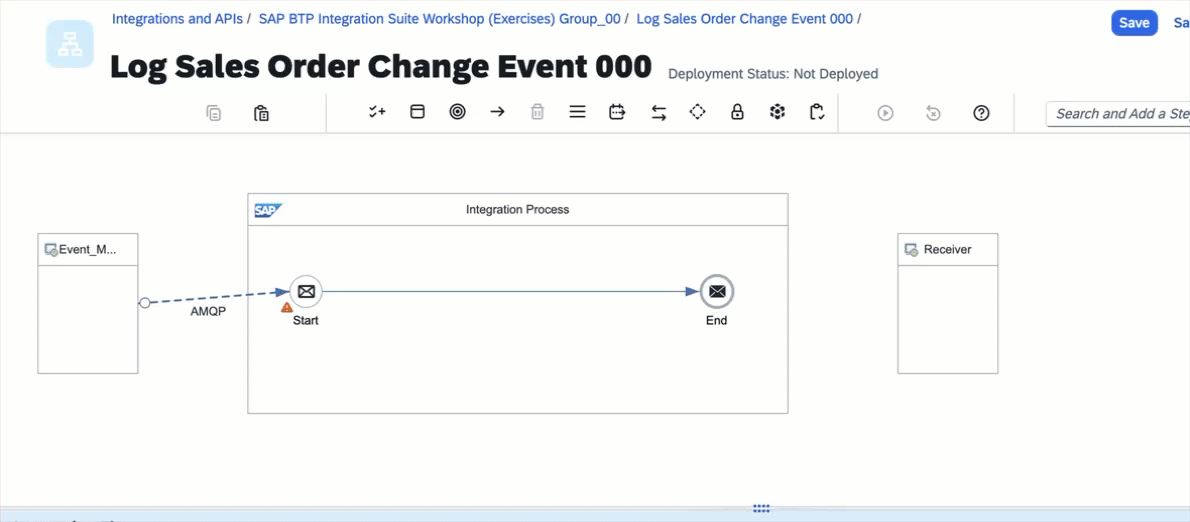 Integrations and APIs / SAP BTP Integration Suite Workshop (Exercises) Group_00 / Log Sales Order Change Event 000 /
Save
Sa
Log Sales Order Change Event 000
Deployment Status: Not Deployed
Search and Add a Ste
SAP
Integration Process
Event_M...
Receiver
AMQP
Start
End